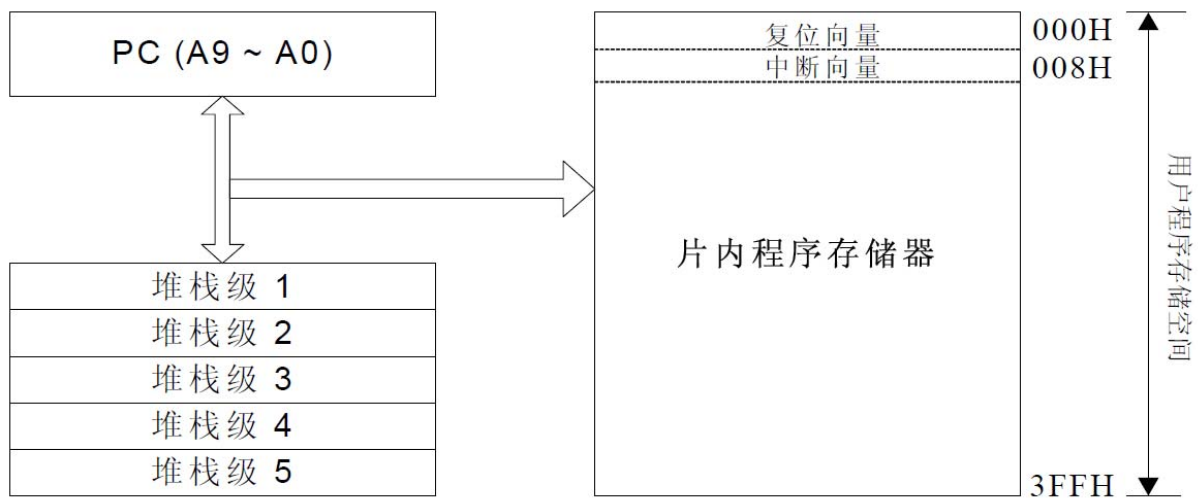 PC (A9 ~ A0)
堆栈级 1
堆栈级 2
堆栈级 3
堆栈级 4
堆栈级 5
复位向量
中断向量
片内程序存储器
000H
008H
3FFH
用户程序存储空间